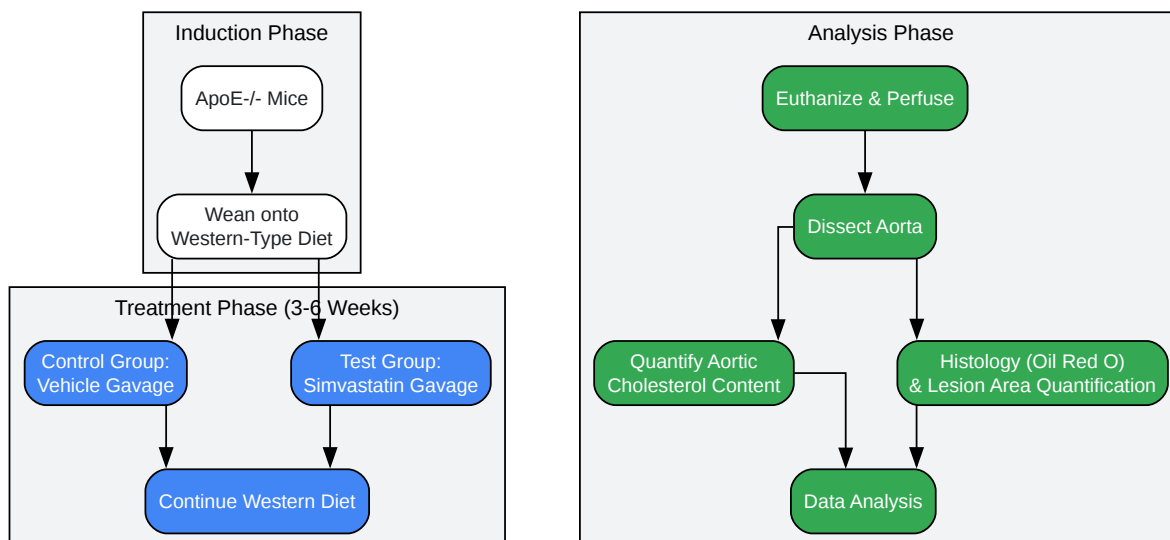 Induction Phase
ApoE-/- Mice
Wean onto
Western-Type Diet
Treatment Phase (3-6 Weeks)
Control Group:
Vehicle Gavage
Test Group:
Simvastatin Gavage
Continue Western Diet
Analysis Phase
Euthanize & Perfuse
Dissect Aorta
Quantify Aortic
Cholesterol Content
Histology (Oil Red O)
& Lesion Area Quantification
Data Analysis